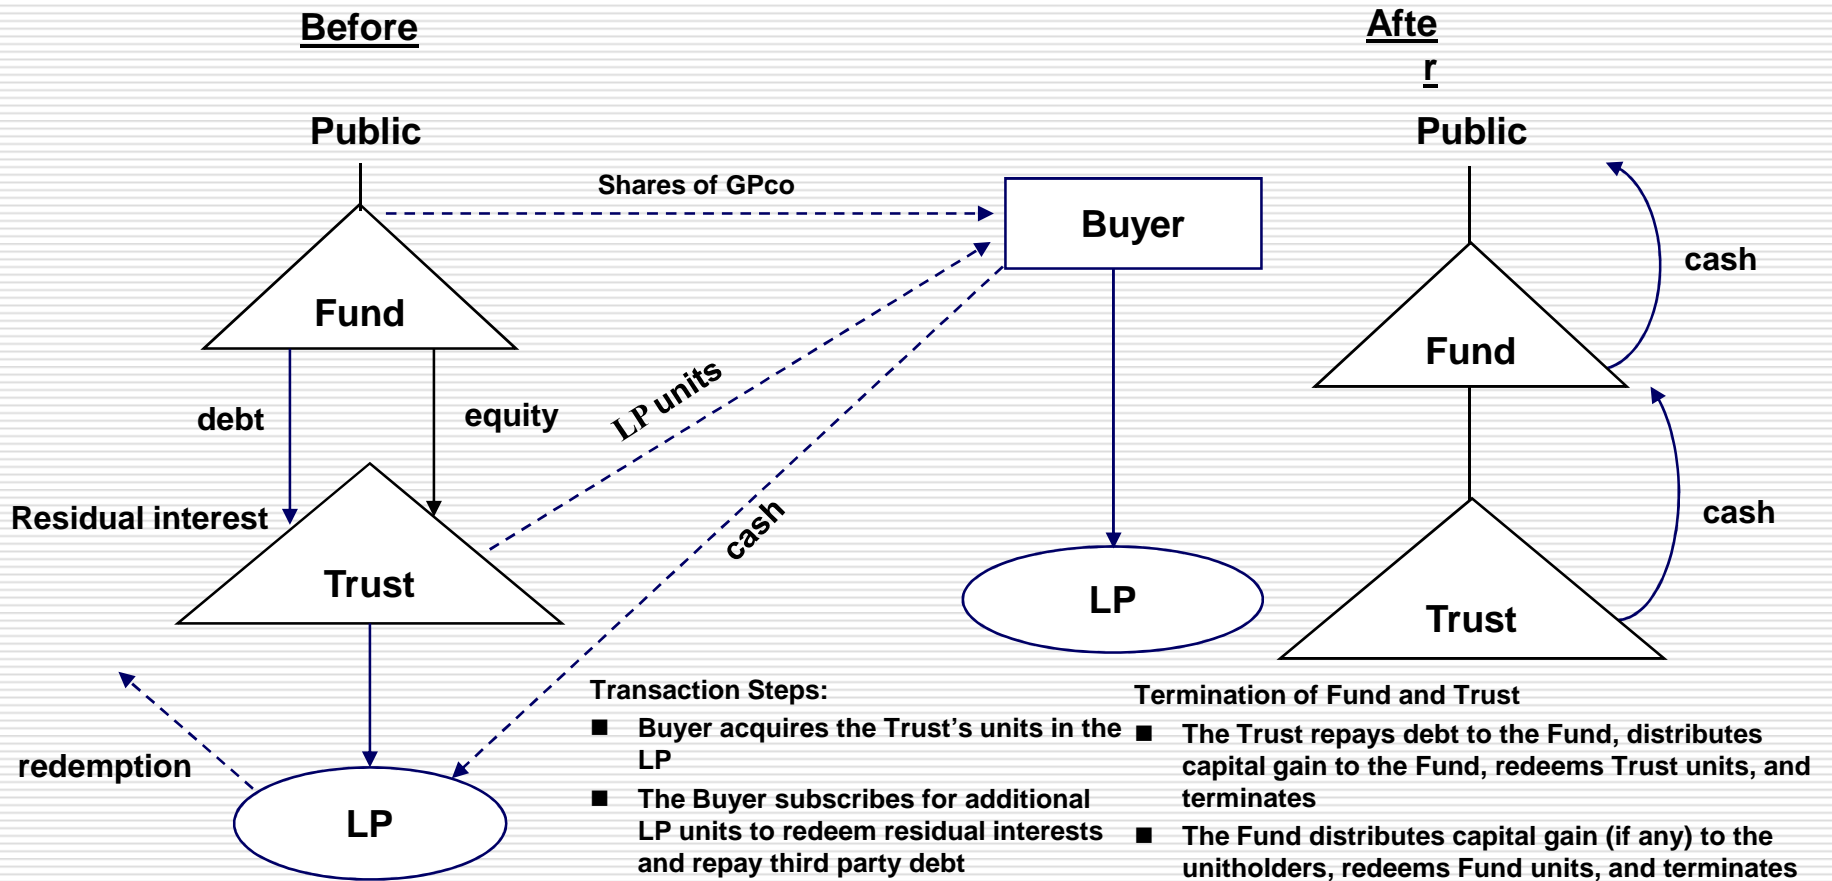 Before
Afte
r
Public
Public
Shares of GPco
Buyer
cash
Fund
Fund
LP units
debt
equity
cash
Residual interest
cash
Trust
LP
Trust
redemption
LP
Transaction Steps:
■ Buyer acquires the Trust's units in the
LP
■ The Buyer subscribes for additional
LP units to redeem residual interests
and repay third party debt
Termination of Fund and Trust
■ The Trust repays debt to the Fund, distributes
capital gain to the Fund, redeems Trust units, and
terminates
■ The Fund distributes capital gain (if any) to the
unitholders, redeems Fund units, and terminates